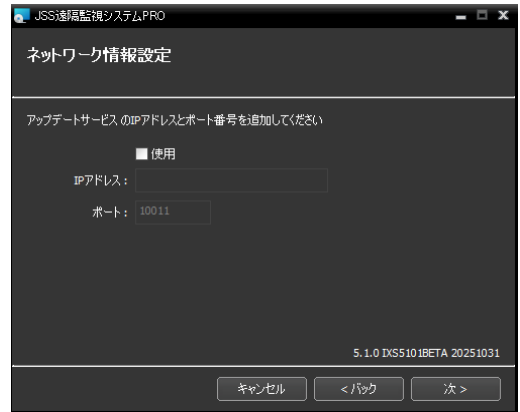 JSS遠隔監視システムPRO
ネットワーク情報設定
アップデートサービス のIPアドレスとポート番号を追加してください
使用
IPアドレス :
ポート : 10011
5.1.0 IXS5101BETA 20251031
キャンセル < バック 次 >